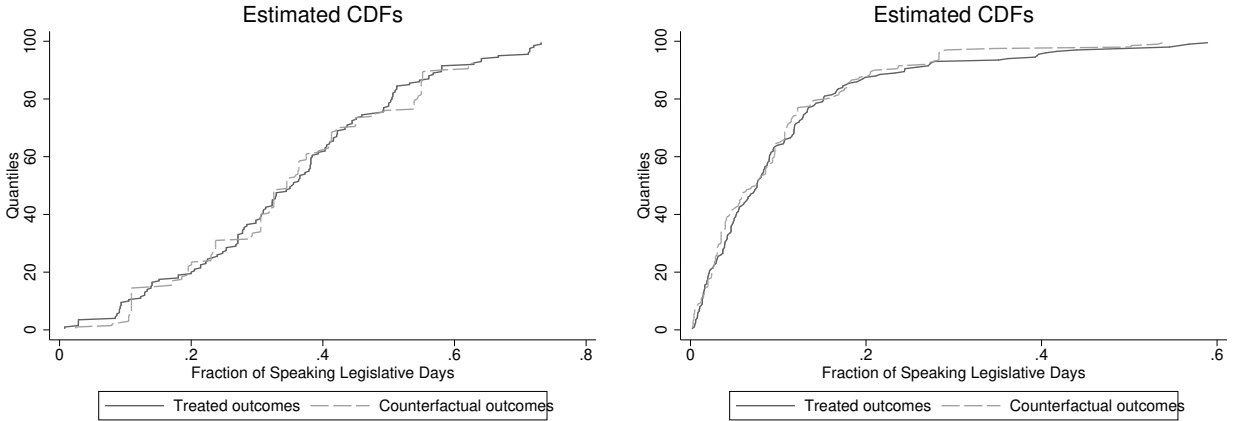 Estimated CDFs
100
80
60
40
20
0
Quantiles
0 .2 .4 .6 .8
Fraction of Speaking Legislative Days
Treated outcomes Counterfactual outcomes
Estimated CDFs
100
80
60
40
20
0
Quantiles
0 .2 .4 .6
Fraction of Speaking Legislative Days
Treated outcomes Counterfactual outcomes